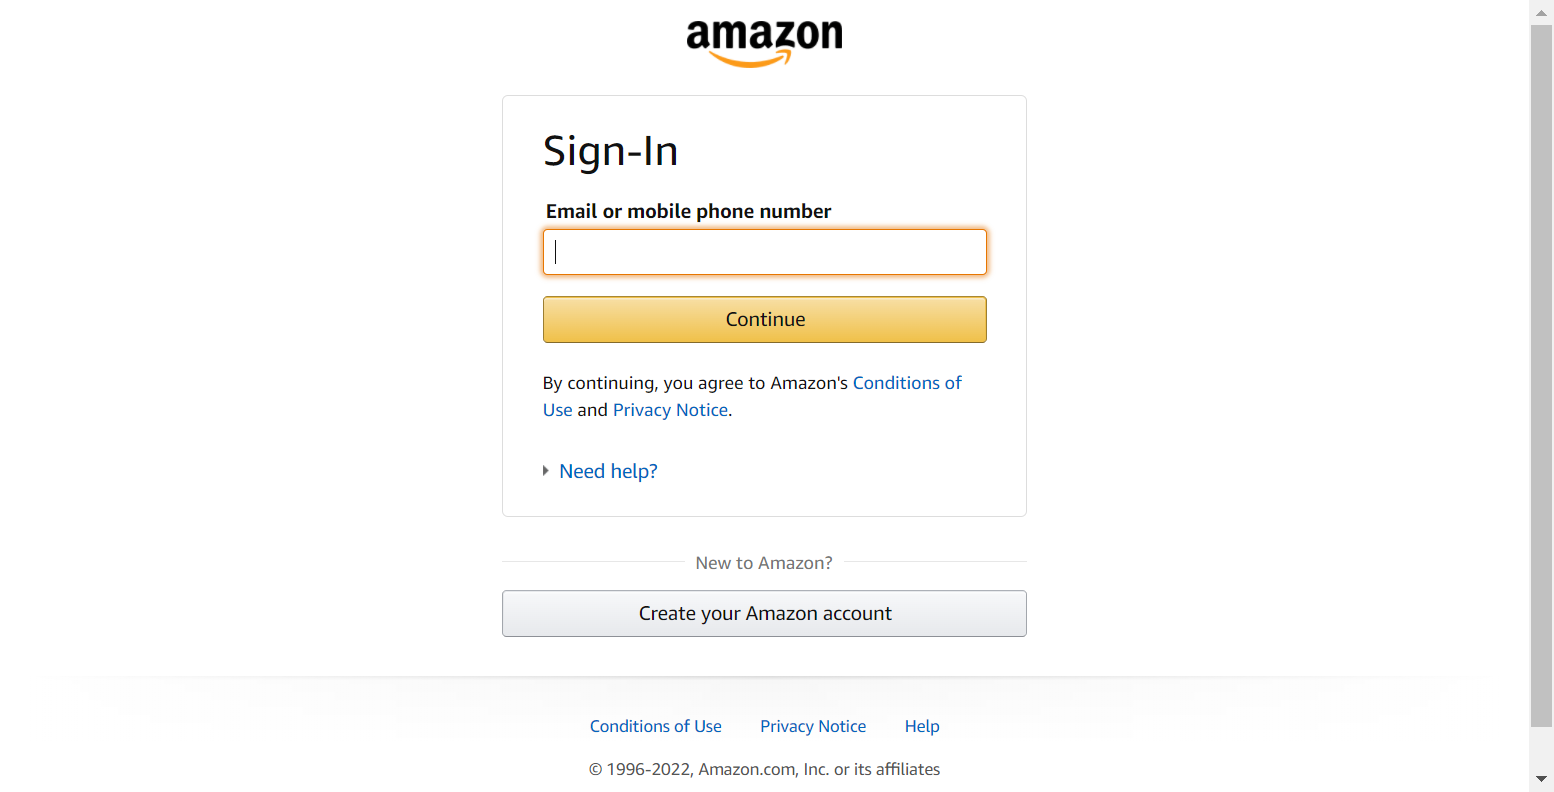 amazon
Sign-In
Email or mobile phone number
Continue
By continuing, you agree to Amazon's Conditions of
Use and Privacy Notice.
Need help?
New to Amazon?
Create your Amazon account
Conditions of Use Privacy Notice Help
© 1996-2022, Amazon.com, Inc. or its affiliates